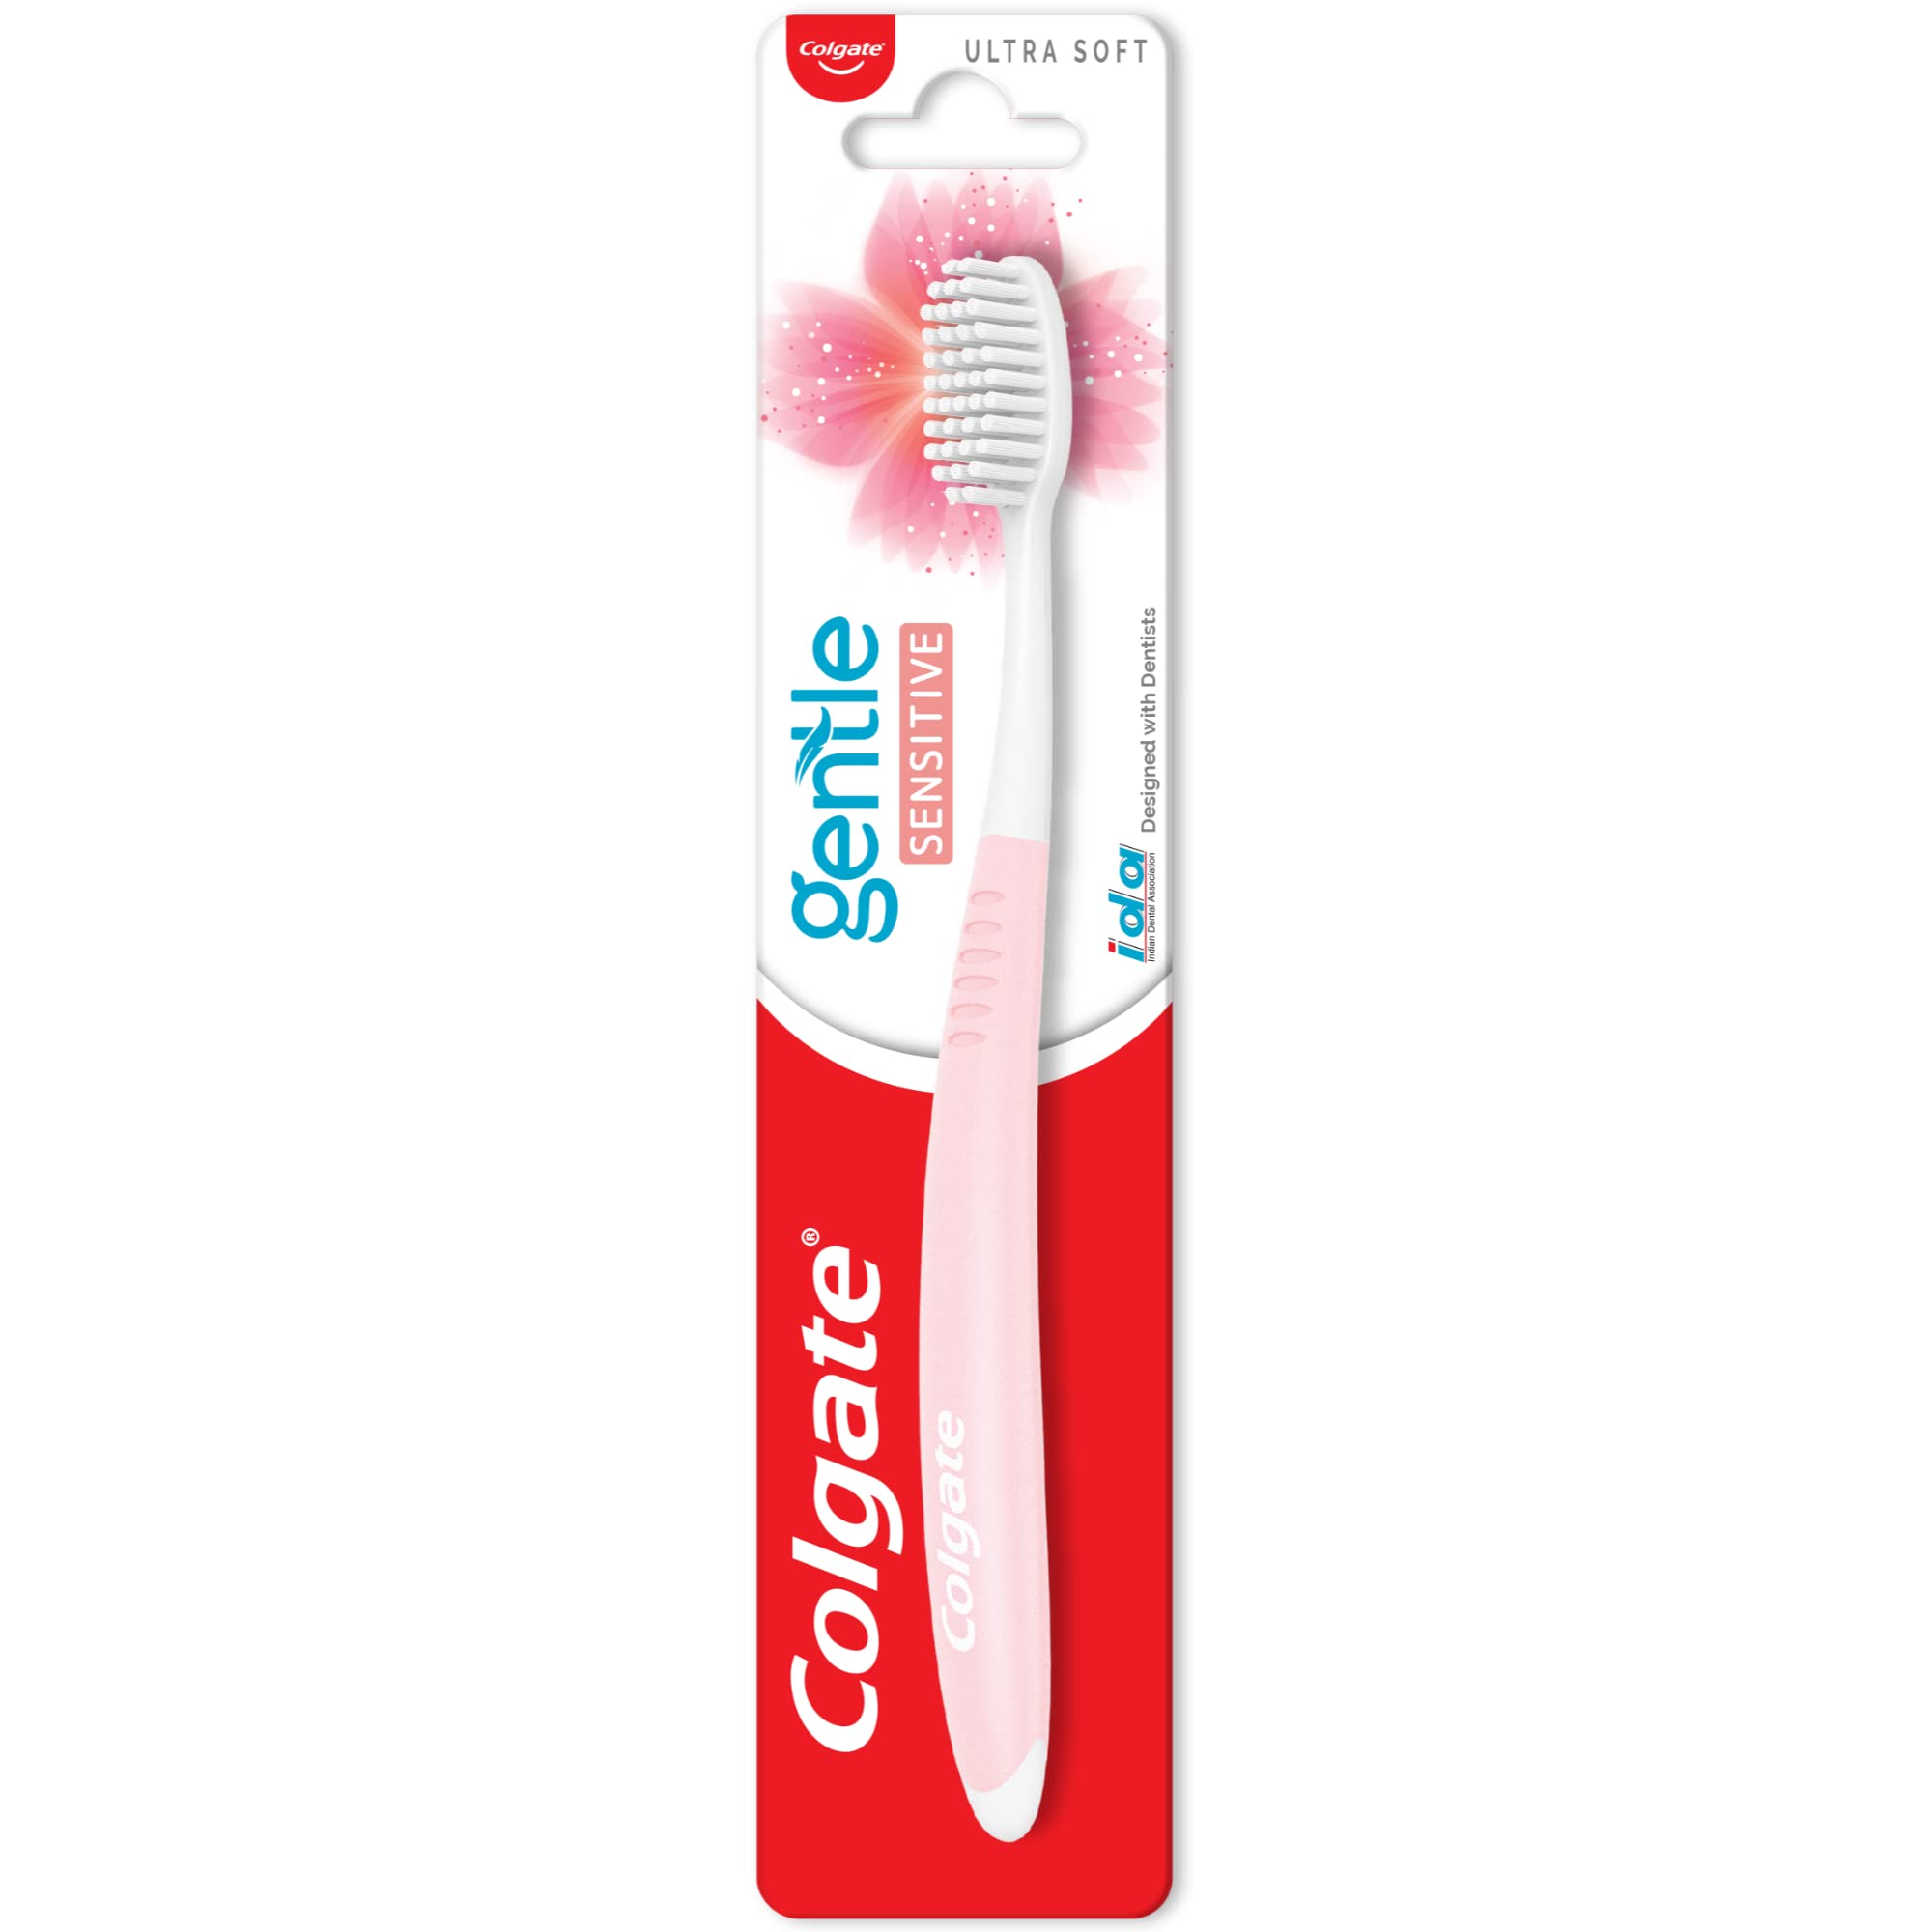 Colgate®
ULTRA SOFT
gentle
SENSITIVE
Designed with Dentists
ida
Indian Dental Association
Colgate®
Colgate